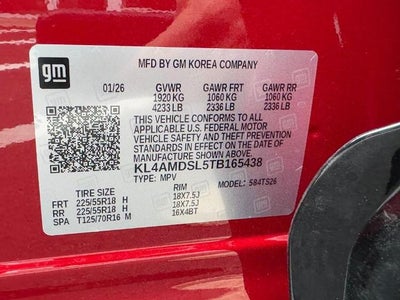 gm
MFD BY GM KOREA COMPANY
01/26 GVWR GAWR FRT GAWR RR
1920 KG 1060 KG 1060 KG
4233 LB 2336 LB 2336 LB
THIS VEHICLE CONFORMS TO ALL
APPLICABLE U.S. FEDERAL MOTOR
VEHICLE SAFETY AND THEFT PREVENTION
STANDARDS IN EFFECT ON THE DATE OF
MANUFACTURE SHOWN ABOVE.
KL4AMDSL5TB165438
TYPE: MPV MODEL: 584TS26
TIRE SIZE RIM
FRT 225/55R18 H 18X7.5J
RR 225/55R18 H 18X7.5J
SPA T125/70R16 M 16X4BT